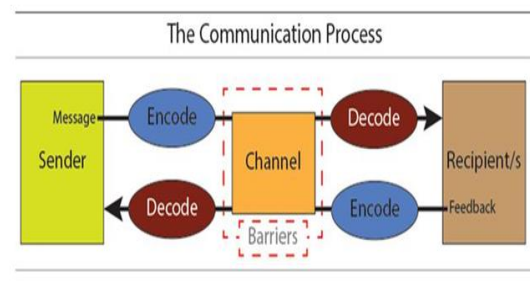 The Communication Process
Message
Encode
Decode
Sender
Channel
Recipient/s
Decode
Encode
Feedback
Barriers